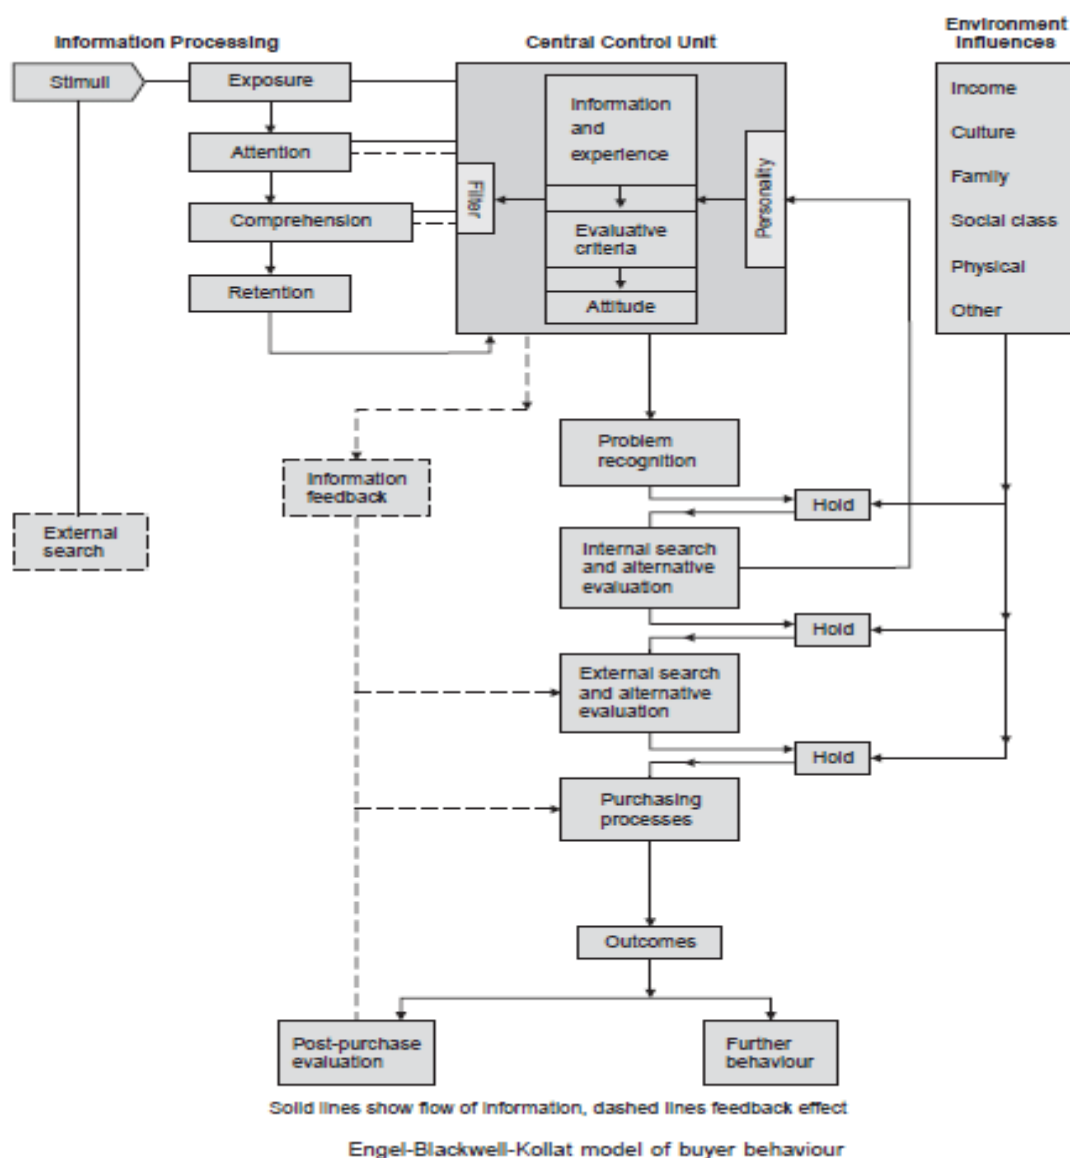 Information Processing
Central Control Unit
Environment
Influences
Stimuli
Exposure
Attention
Comprehension
Retention
Information
and
experience
Evaluative
criteria
Attitude
Filter
Personality
Income
Culture
Family
Social class
Physical
Other
Problem
recognition
Hold
Information
feedback
External
search
Internal search
and alternative
evaluation
Hold
External search
and alternative
evaluation
Hold
Purchasing
processes
Outcomes
Post-purchase
evaluation
Further
behaviour
Solid lines show flow of information, dashed lines feedback effect
Engel-Blackwell-Kollat model of buyer behaviour